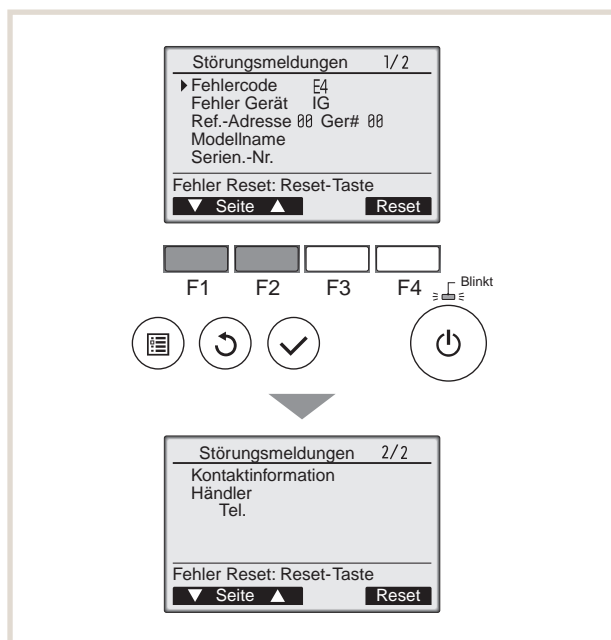 Störungsmeldungen 1/2
Fehlercode E4
Fehler Gerät IG
Ref.-Adresse 00 Ger# 00
Modellname
Serien.-Nr.
Fehler Reset: Reset-Taste
▼ Seite ▲ Reset
F1 F2 F3 F4 Blinkt
Störungsmeldungen 2/2
Kontaktinformation
Händler
Tel.
Fehler Reset: Reset-Taste
▼ Seite ▲ Reset